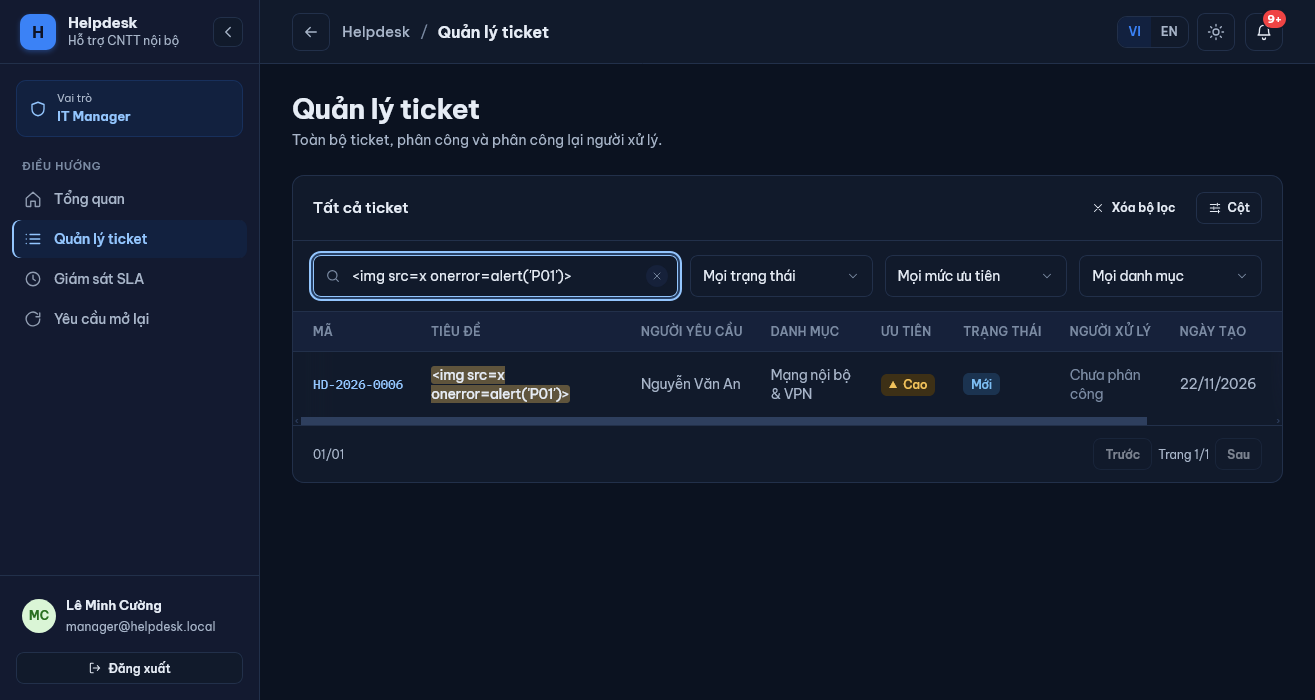 H
Helpdesk
Hỗ trợ CNTT nội bộ
Vai trò
IT Manager
ĐIỀU HƯỚNG
Tổng quan
Quản lý ticket
Giám sát SLA
Yêu cầu mở lại
MC
Lê Minh Cường
manager@helpdesk.local
Đăng xuất
Helpdesk / Quản lý ticket
VI EN
9+
Quản lý ticket
Toàn bộ ticket, phân công và phân công lại người xử lý.
Tất cả ticket
Xóa bộ lọc
Cột
<img src=x onerror=alert('P01')>
Mọi trạng thái
Mọi mức ưu tiên
Mọi danh mục
MÃ TIÊU ĐỀ NGƯỜI YÊU CẦU DANH MỤC ƯU TIÊN TRẠNG THÁI NGƯỜI XỬ LÝ NGÀY TẠO
HD-2026-0006
<img src=x
onerror=alert('P01')>
Nguyễn Văn An
Mạng nội bộ
& VPN
▲ Cao
Mới
Chưa phân
công
22/11/2026
01/01
Trước
Trang 1/1
Sau